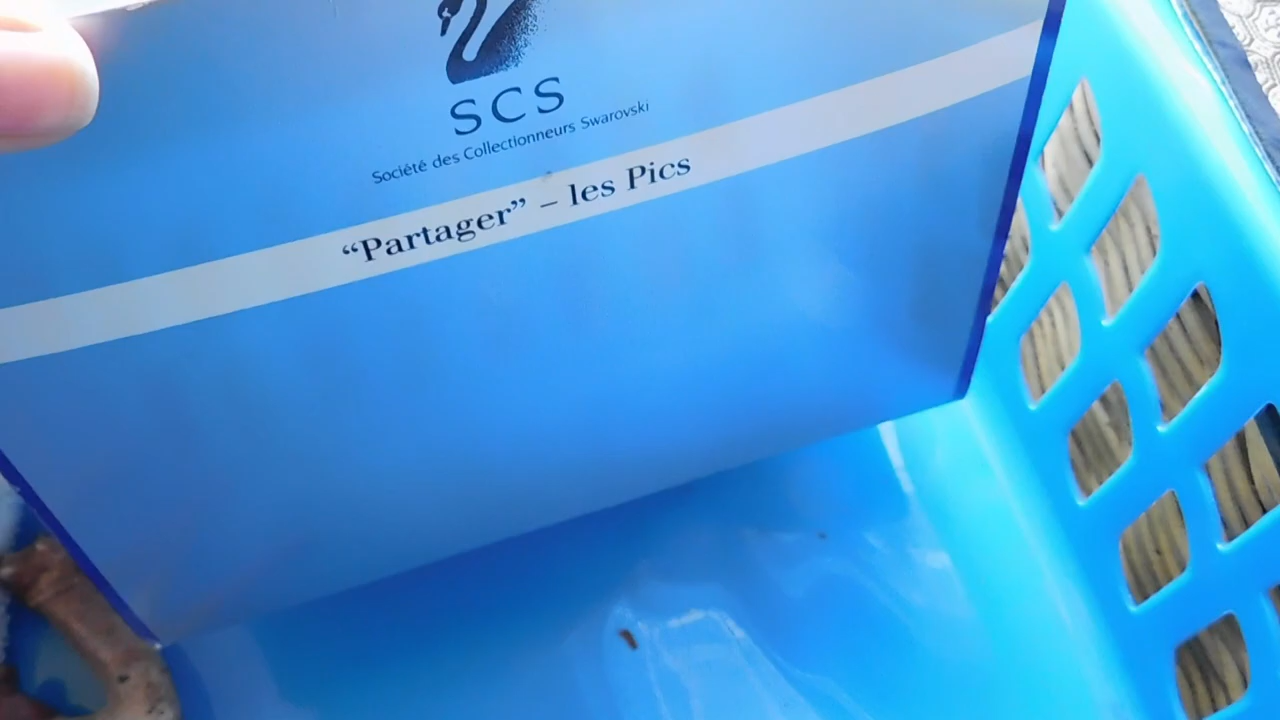 SCS
Société des Collectionneurs Swarovski
“Partager” – les Pics